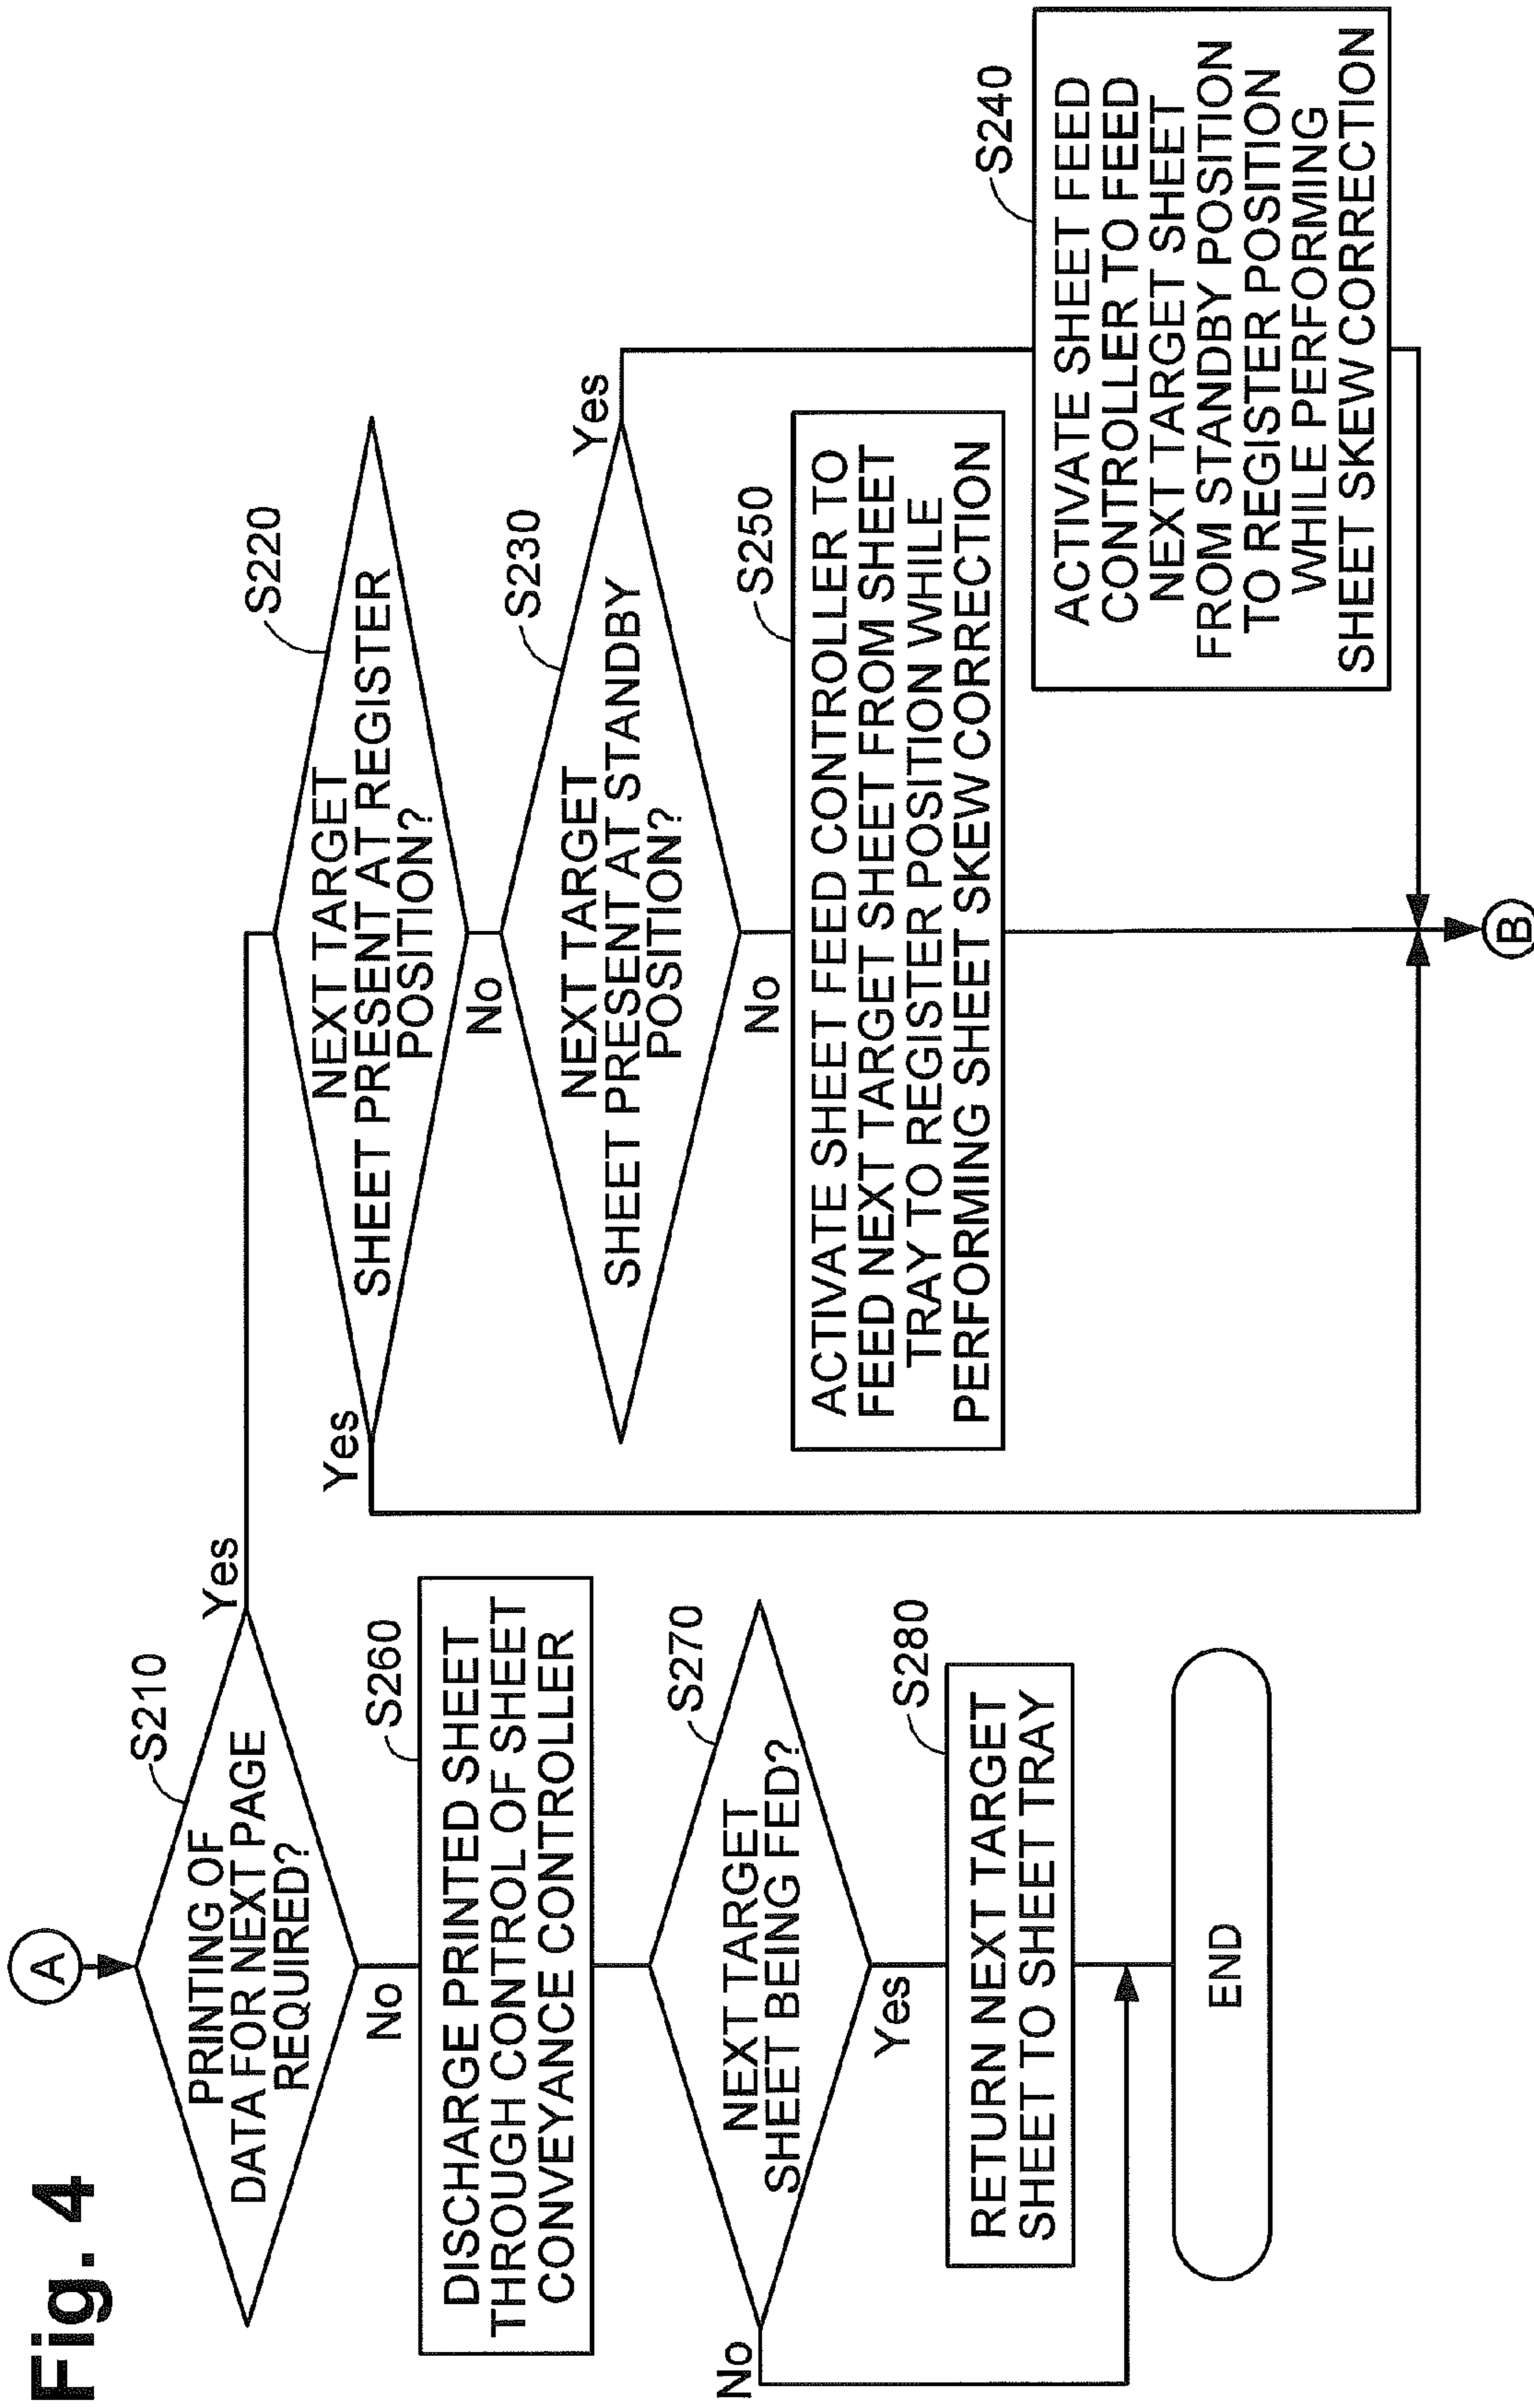 Fig. 4
A
S210
PRINTING OF
DATA FOR NEXT PAGE
REQUIRED?
Yes
No
S260
DISCHARGE PRINTED SHEET
THROUGH CONTROL OF SHEET
CONVEYANCE CONTROLLER
S270
NEXT TARGET
SHEET BEING FED?
No
Yes
S280
RETURN NEXT TARGET
SHEET TO SHEET TRAY
END
S220
NEXT TARGET
SHEET PRESENT AT REGISTER
POSITION?
Yes
No
S230
NEXT TARGET
SHEET PRESENT AT STANDBY
POSITION?
Yes
No
S250
ACTIVATE SHEET FEED CONTROLLER TO
FEED NEXT TARGET SHEET FROM SHEET
TRAY TO REGISTER POSITION WHILE
PERFORMING SHEET SKEW CORRECTION
S240
ACTIVATE SHEET FEED
CONTROLLER TO FEED
NEXT TARGET SHEET
FROM STANDBY POSITION
TO REGISTER POSITION
WHILE PERFORMING
SHEET SKEW CORRECTION
B